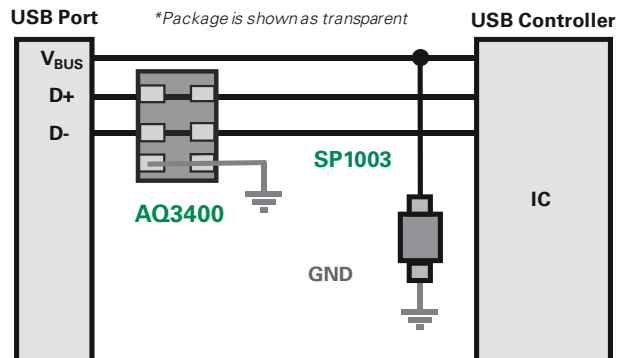 USB Port
*Package is shown as transparent
USB Controller
VBUS
D+
D-
SP1003
AQ3400
IC
GND